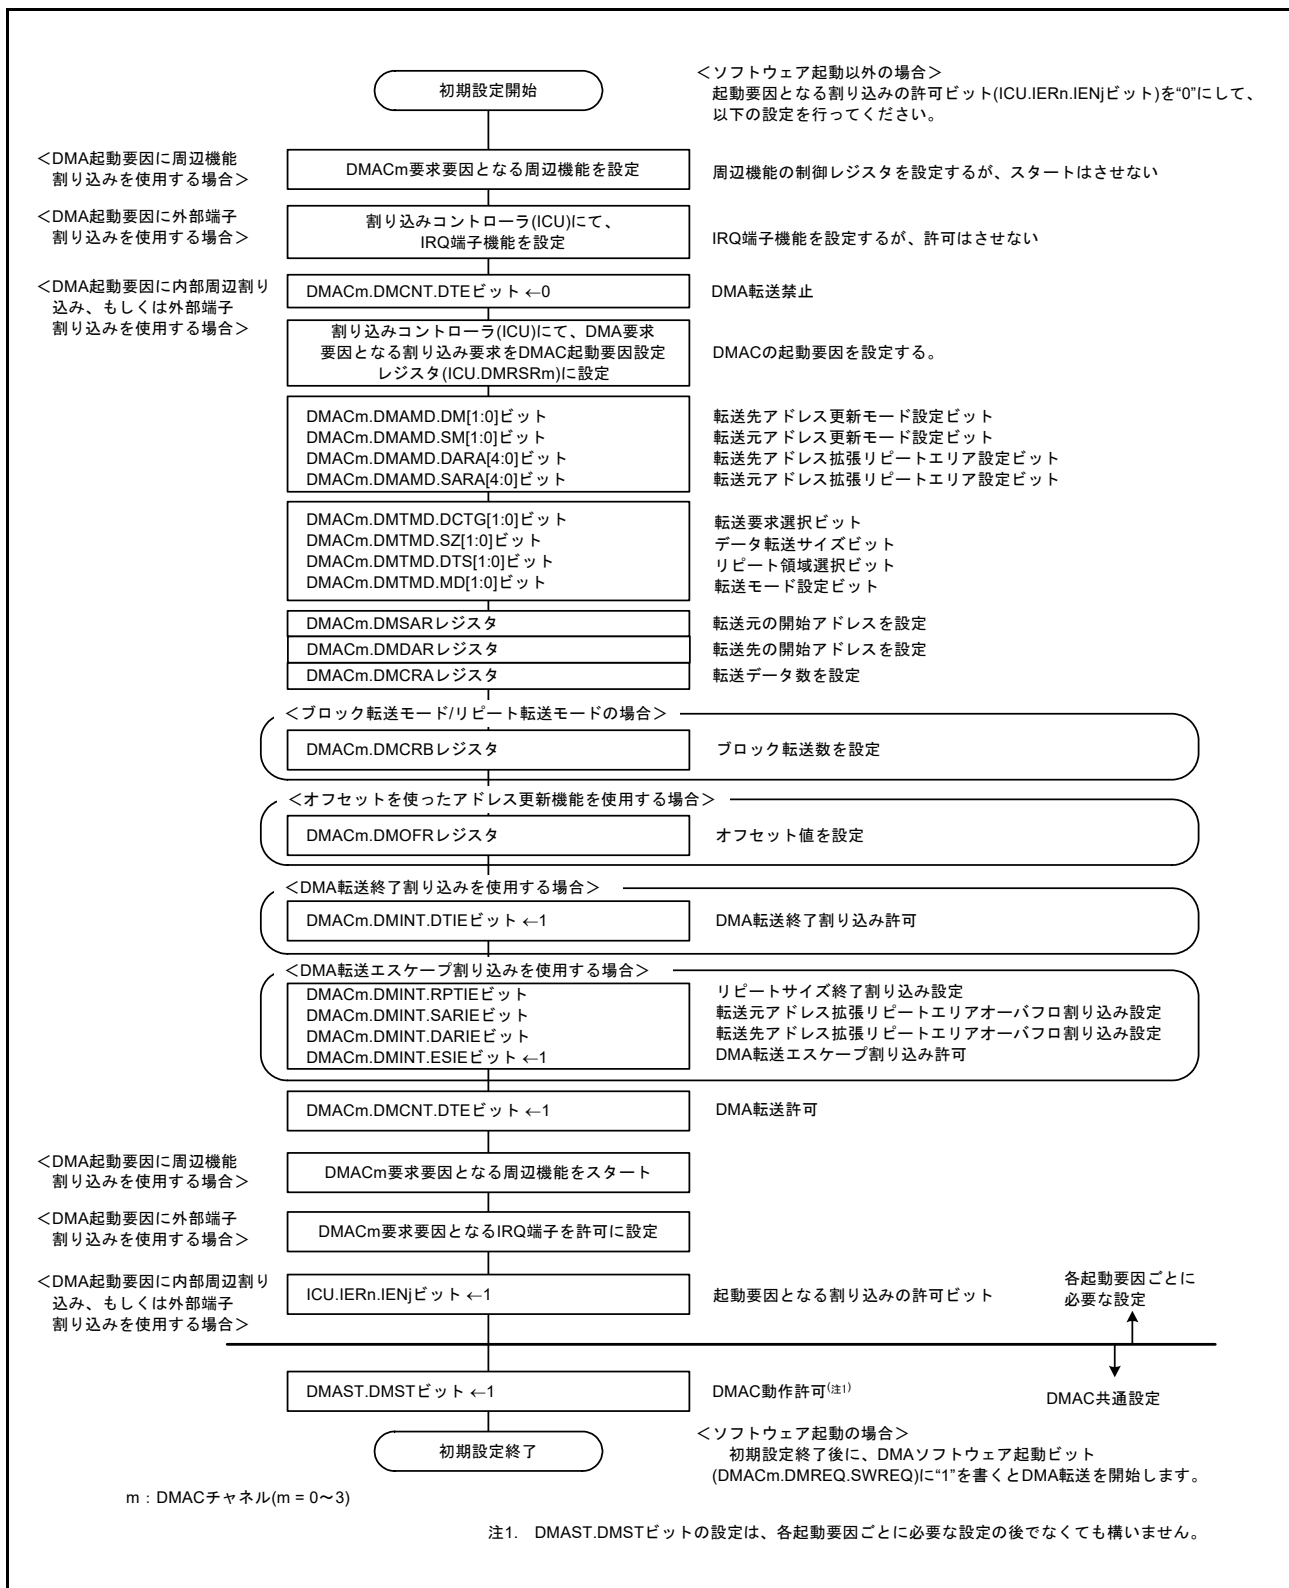 初期設定開始
＜ソフトウェア起動以外の場合＞
起動要因となる割り込みの許可ビット(ICU.IERn.IENjビット)を“0”にして、
以下の設定を行ってください。
＜DMA起動要因に周辺機能
割り込みを使用する場合＞
DMACm要求要因となる周辺機能を設定
周辺機能の制御レジスタを設定するが、スタートはさせない
＜DMA起動要因に外部端子
割り込みを使用する場合＞
割り込みコントローラ(ICU)にて、
IRQ端子機能を設定
IRQ端子機能を設定するが、許可はさせない
＜DMA起動要因に内部周辺割り
込み、もしくは外部端子
割り込みを使用する場合＞
DMACm.DMCNT.DTEビット ←0
DMA転送禁止
割り込みコントローラ(ICU)にて、DMA要求
要因となる割り込み要求をDMAC起動要因設定
レジスタ(ICU.DMRSRm)に設定
DMACの起動要因を設定する。
DMACm.DMAMD.DM[1:0]ビット
転送先アドレス更新モード設定ビット
DMACm.DMAMD.SM[1:0]ビット
転送元アドレス更新モード設定ビット
DMACm.DMAMD.DARA[4:0]ビット
転送先アドレス拡張リピートエリア設定ビット
DMACm.DMAMD.SARA[4:0]ビット
転送元アドレス拡張リピートエリア設定ビット
DMACm.DMTMD.DCTG[1:0]ビット
転送要求選択ビット
DMACm.DMTMD.SZ[1:0]ビット
データ転送サイズビット
DMACm.DMTMD.DTS[1:0]ビット
リピート領域選択ビット
DMACm.DMTMD.MD[1:0]ビット
転送モード設定ビット
DMACm.DMSARレジスタ
転送元の開始アドレスを設定
DMACm.DMDARレジスタ
転送先の開始アドレスを設定
DMACm.DMCRAレジスタ
転送データ数を設定
＜ブロック転送モード/リピート転送モードの場合＞
DMACm.DMCRBレジスタ
ブロック転送数を設定
＜オフセットを使ったアドレス更新機能を使用する場合＞
DMACm.DMOFRレジスタ
オフセット値を設定
＜DMA転送終了割り込みを使用する場合＞
DMACm.DMINT.DTIEビット ←1
DMA転送終了割り込み許可
＜DMA転送エスケープ割り込みを使用する場合＞
DMACm.DMINT.RPTIEビット
リピートサイズ終了割り込み設定
DMACm.DMINT.SARIEビット
転送元アドレス拡張リピートエリアオーバフロ割り込み設定
DMACm.DMINT.DARIEビット
転送先アドレス拡張リピートエリアオーバフロ割り込み設定
DMACm.DMINT.ESIEビット ←1
DMA転送エスケープ割り込み許可
DMACm.DMCNT.DTEビット ←1
DMA転送許可
＜DMA起動要因に周辺機能
割り込みを使用する場合＞
DMACm要求要因となる周辺機能をスタート
＜DMA起動要因に外部端子
割り込みを使用する場合＞
DMACm要求要因となるIRQ端子を許可に設定
＜DMA起動要因に内部周辺割り
込み、もしくは外部端子
割り込みを使用する場合＞
ICU.IERn.IENjビット ←1
起動要因となる割り込みの許可ビット
各起動要因ごとに
必要な設定
DMAST.DMSTビット ←1
DMAC動作許可(注1)
DMAC共通設定
初期設定終了
＜ソフトウェア起動の場合＞
初期設定終了後に、DMAソフトウェア起動ビット
(DMACm.DMREQ.SWREQ)に“1”を書くとDMA転送を開始します。
m：DMACチャネル(m = 0～3)
注1. DMAST.DMSTビットの設定は、各起動要因ごとに必要な設定の後でなくても構いません。